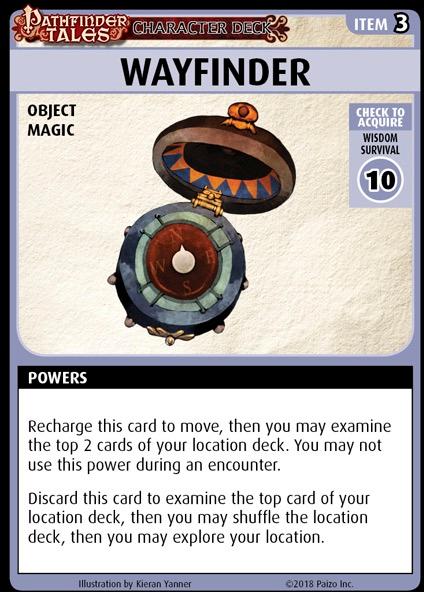 PATHFINDER
TALES
CHARACTER DECK
ITEM 3
WAYFINDER
OBJECT
MAGIC
CHECK TO
ACQUIRE
WISDOM
SURVIVAL
10
N
E
S
W
POWERS
Recharge this card to move, then you may examine
the top 2 cards of your location deck. You may not
use this power during an encounter.
Discard this card to examine the top card of your
location deck, then you may shuffle the location
deck, then you may explore your location.
Illustration by Kieran Yanner
©2018 Paizo Inc.